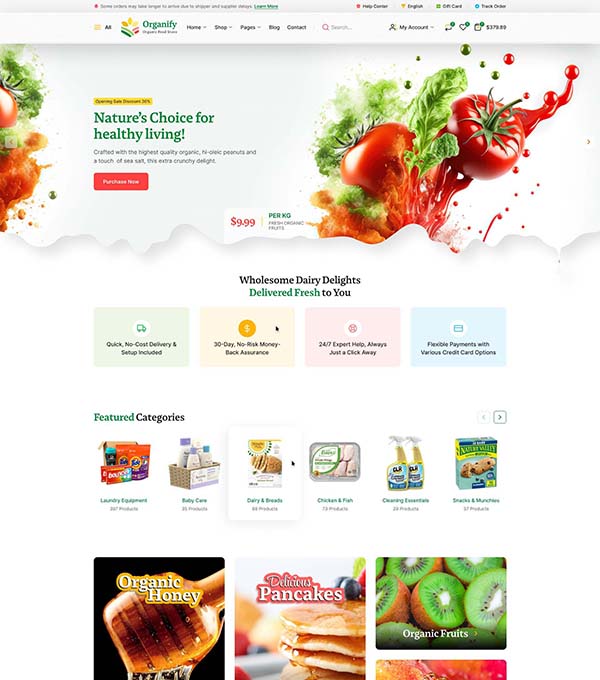 Some orders may take longer to arrive due to shipper and supplier delays. Learn More
Help Center
English
Gift Card
Track Order
All
Organify
Organic Food Store
Home
Shop
Pages
Blog
Contact
Search...
My Account
$379.89
Opening Sale Discount 36%
Nature's Choice for
healthy living!
Crafted with the highest quality organic, hi-oleic peanuts and
a touch of sea salt, this extra crunchy delight.
Purchase Now
$9.99
PER KG
FRESH ORGANIC
FRUITS
Wholesome Dairy Delights
Delivered Fresh to You
Quick, No-Cost Delivery &
Setup Included
30-Day, No-Risk Money-
Back Assurance
24/7 Expert Help, Always
Just a Click Away
Flexible Payments with
Various Credit Card Options
Featured Categories
Tide
CLR
CLR
NATURE VALLEY
Laundry Equipment
Baby Care
Dairy & Breads
Chicken & Fish
Cleaning Essentials
Snacks & Munchies
397 Products
35 Products
Products
73 Products
Products
57 Products
Organic
Honey
Delicious
Pancakes
Organic Fruits